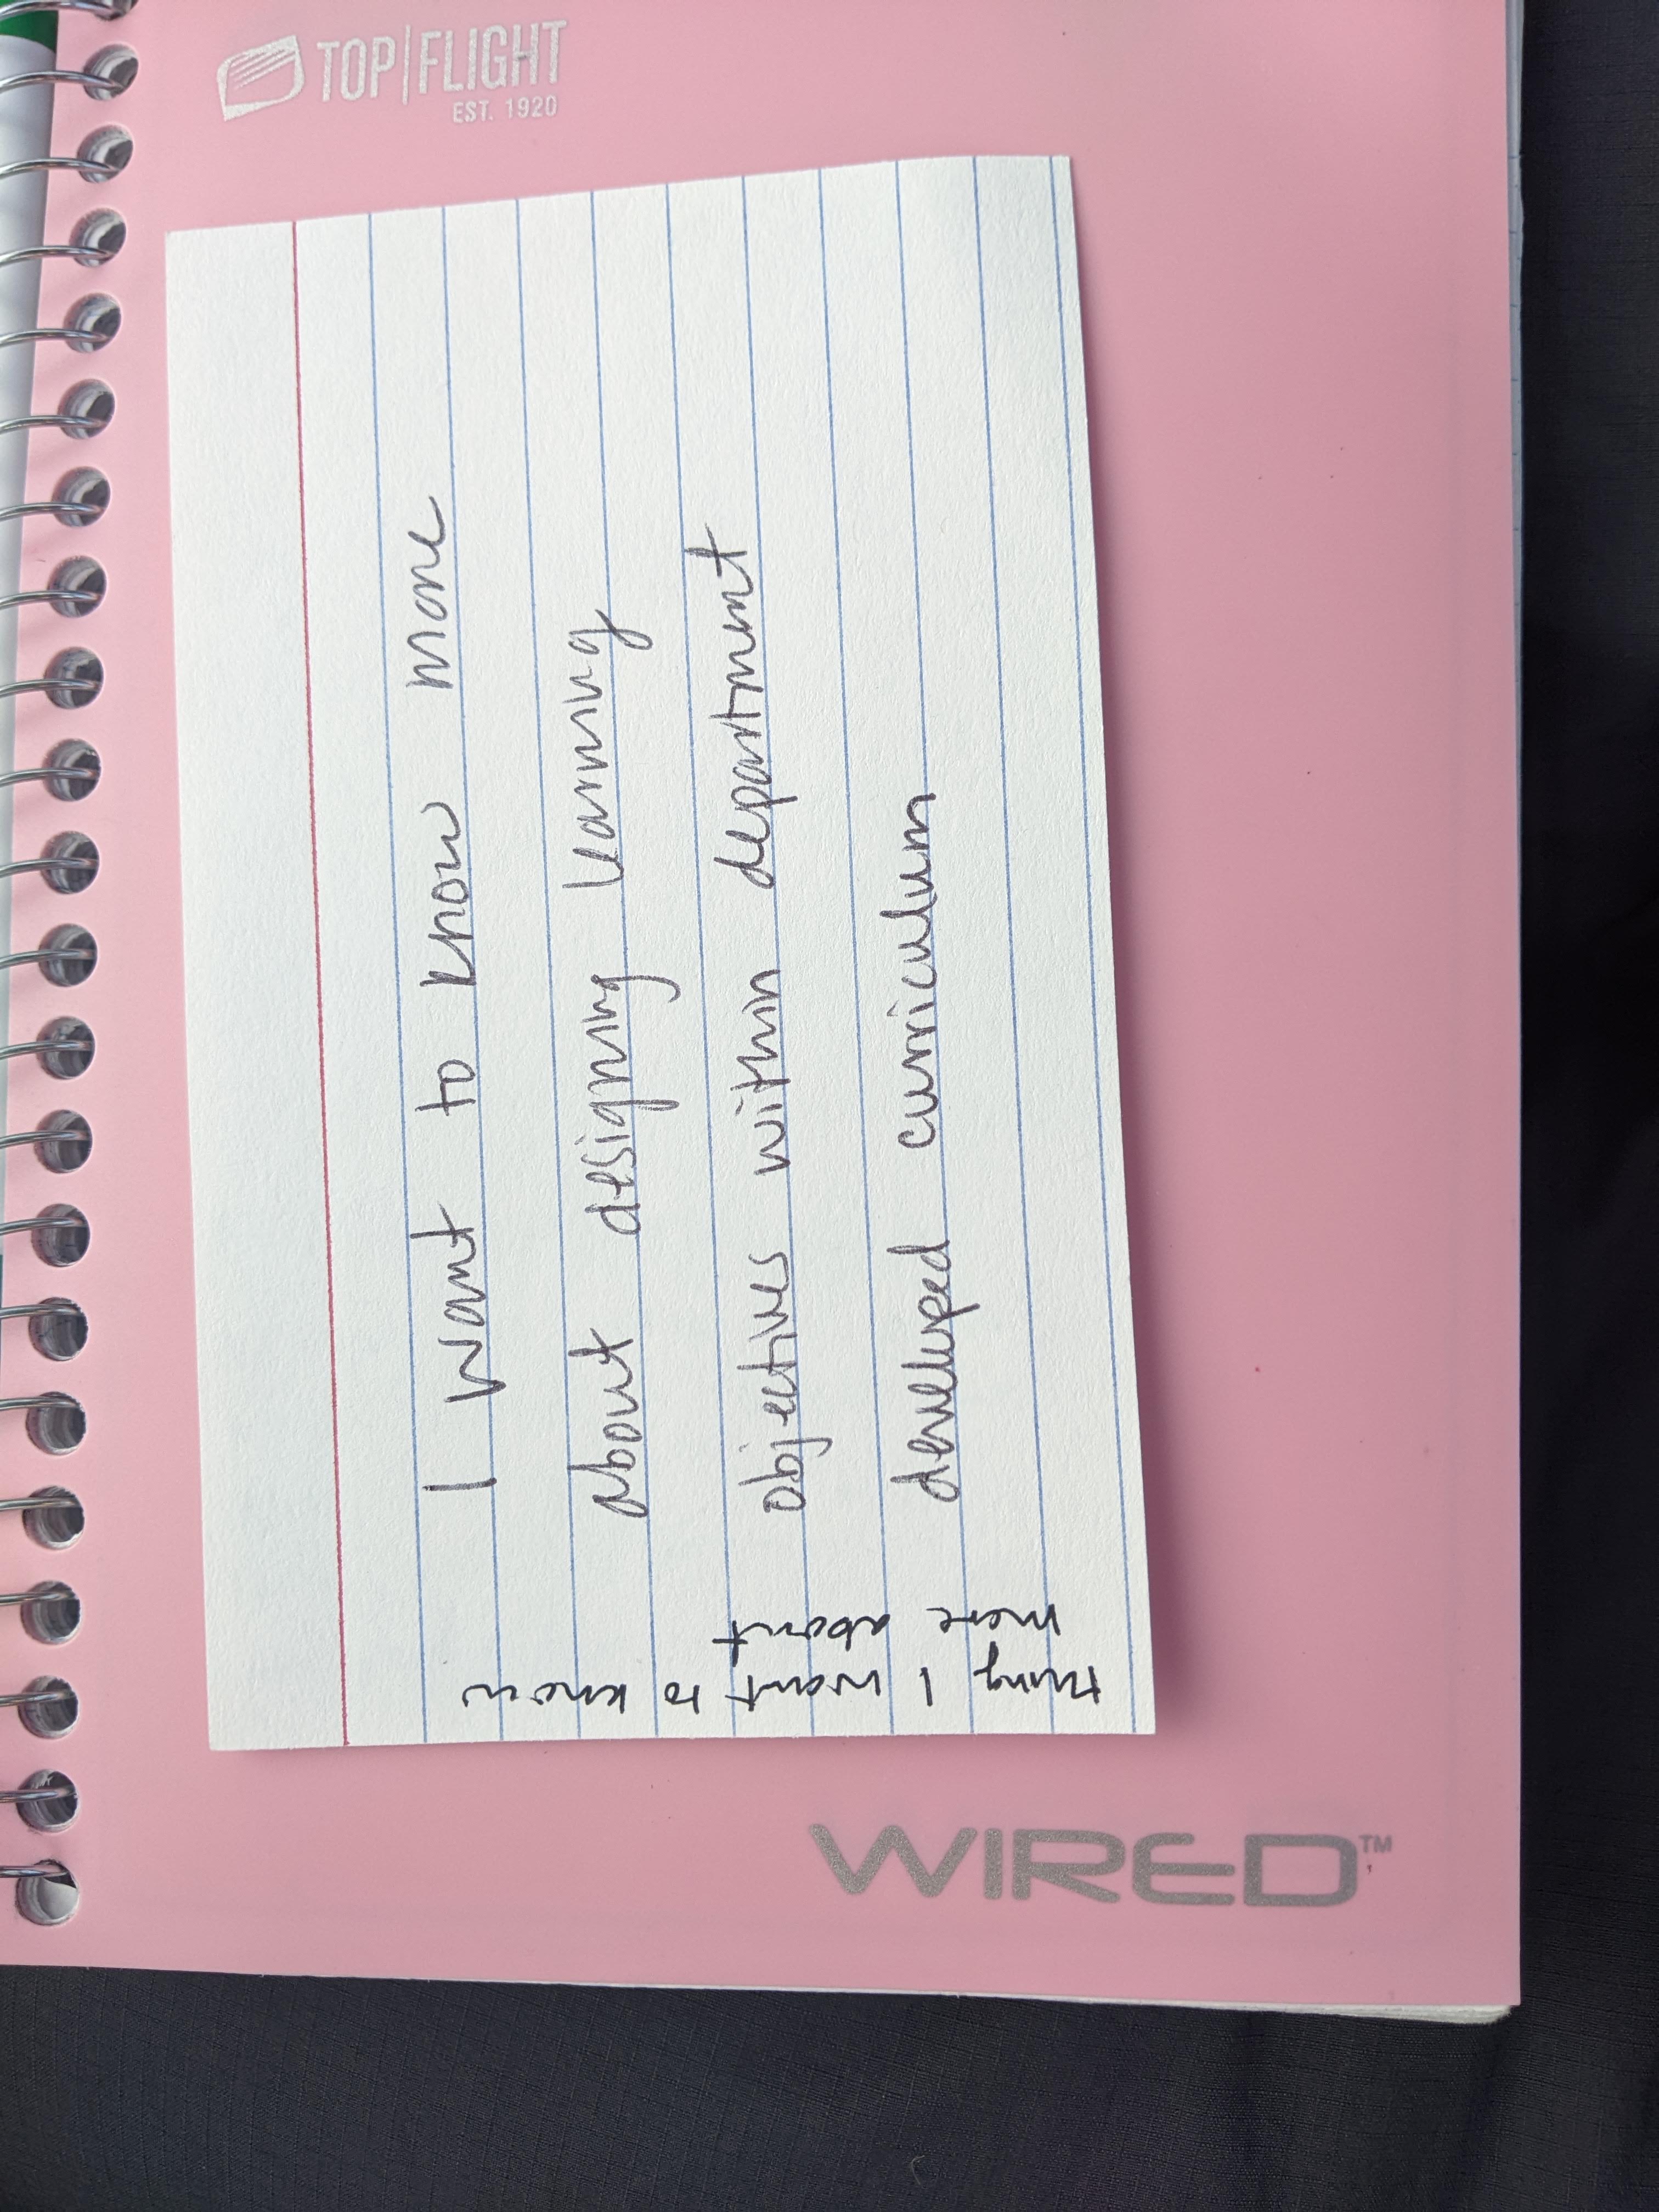 TOP|FLIGHT
EST. 1920
I want to know more
about designing learning
objectives within department
developed curriculum
thing I want to know
more about
WIRED™